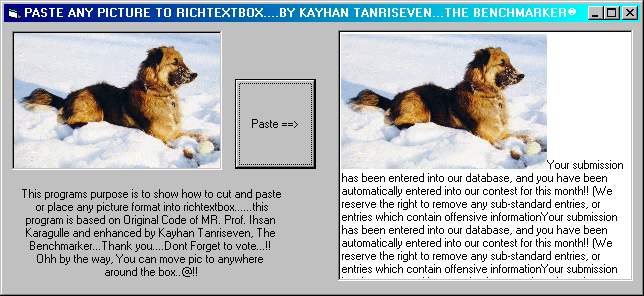 PASTE ANY PICTURE TO RICHTEXTBOX....BY KAYHAN TANRISEVEN...THE BENCHMARKER®
Paste ==>
This programs purpose is to show how to cut and paste
or place any picture format into richtextbox......this
program is based on Original Code of MR. Prof. Ihsan
Karagulle and enhanced by Kayhan Tanriseven, The
Benchmarker...Thank you....Dont Forget to vote...!!
Ohh by the way, You can move pic to anywhere
around the box..@!!
Your submission
has been entered into our database, and you have been
automatically entered into our contest for this month!! (We
reserve the right to remove any sub-standard entries, or
entries which contain offensive informationYour submission
has been entered into our database, and you have been
automatically entered into our contest for this month!! (We
reserve the right to remove any sub-standard entries, or
entries which contain offensive informationYour submission